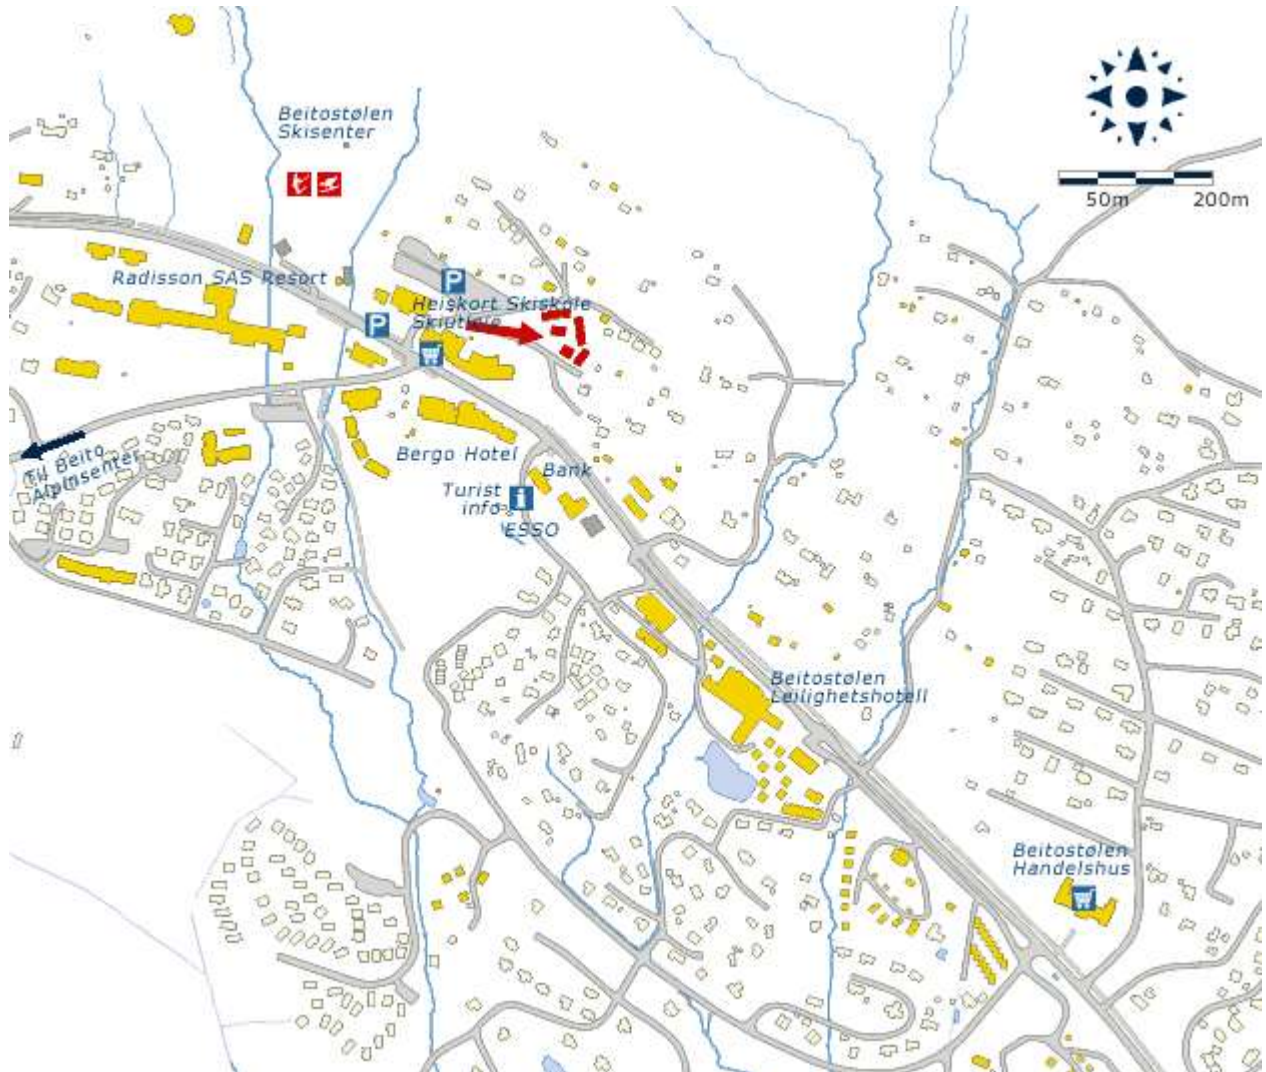 Beitostølen
Skisenter
50m 200m
Radisson SAS Resort
P
Heiskort Skiskole
Skiutleie
P
Bergo Hotel
Til Beito
Alpinsenter
Bank
Turist
info
i
ESSO
Beitostølen
Leilighetshotell
Beitostølen
Handelshus